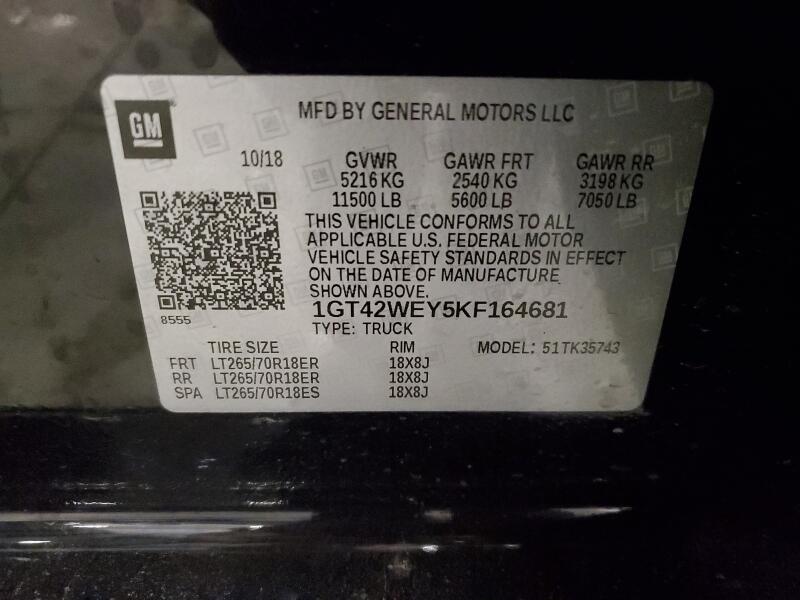 GM
MFD BY GENERAL MOTORS LLC
10/18 GVWR GAWR FRT GAWR RR
5216 KG 2540 KG 3198 KG
11500 LB 5600 LB 7050 LB
THIS VEHICLE CONFORMS TO ALL
APPLICABLE U.S. FEDERAL MOTOR
VEHICLE SAFETY STANDARDS IN EFFECT
ON THE DATE OF MANUFACTURE
SHOWN ABOVE.
8555
1GT42WEY5KF164681
TYPE: TRUCK
TIRE SIZE RIM MODEL: 51TK35743
FRT LT265/70R18ER 18X8J
RR LT265/70R18ER 18X8J
SPA LT265/70R18ES 18X8J